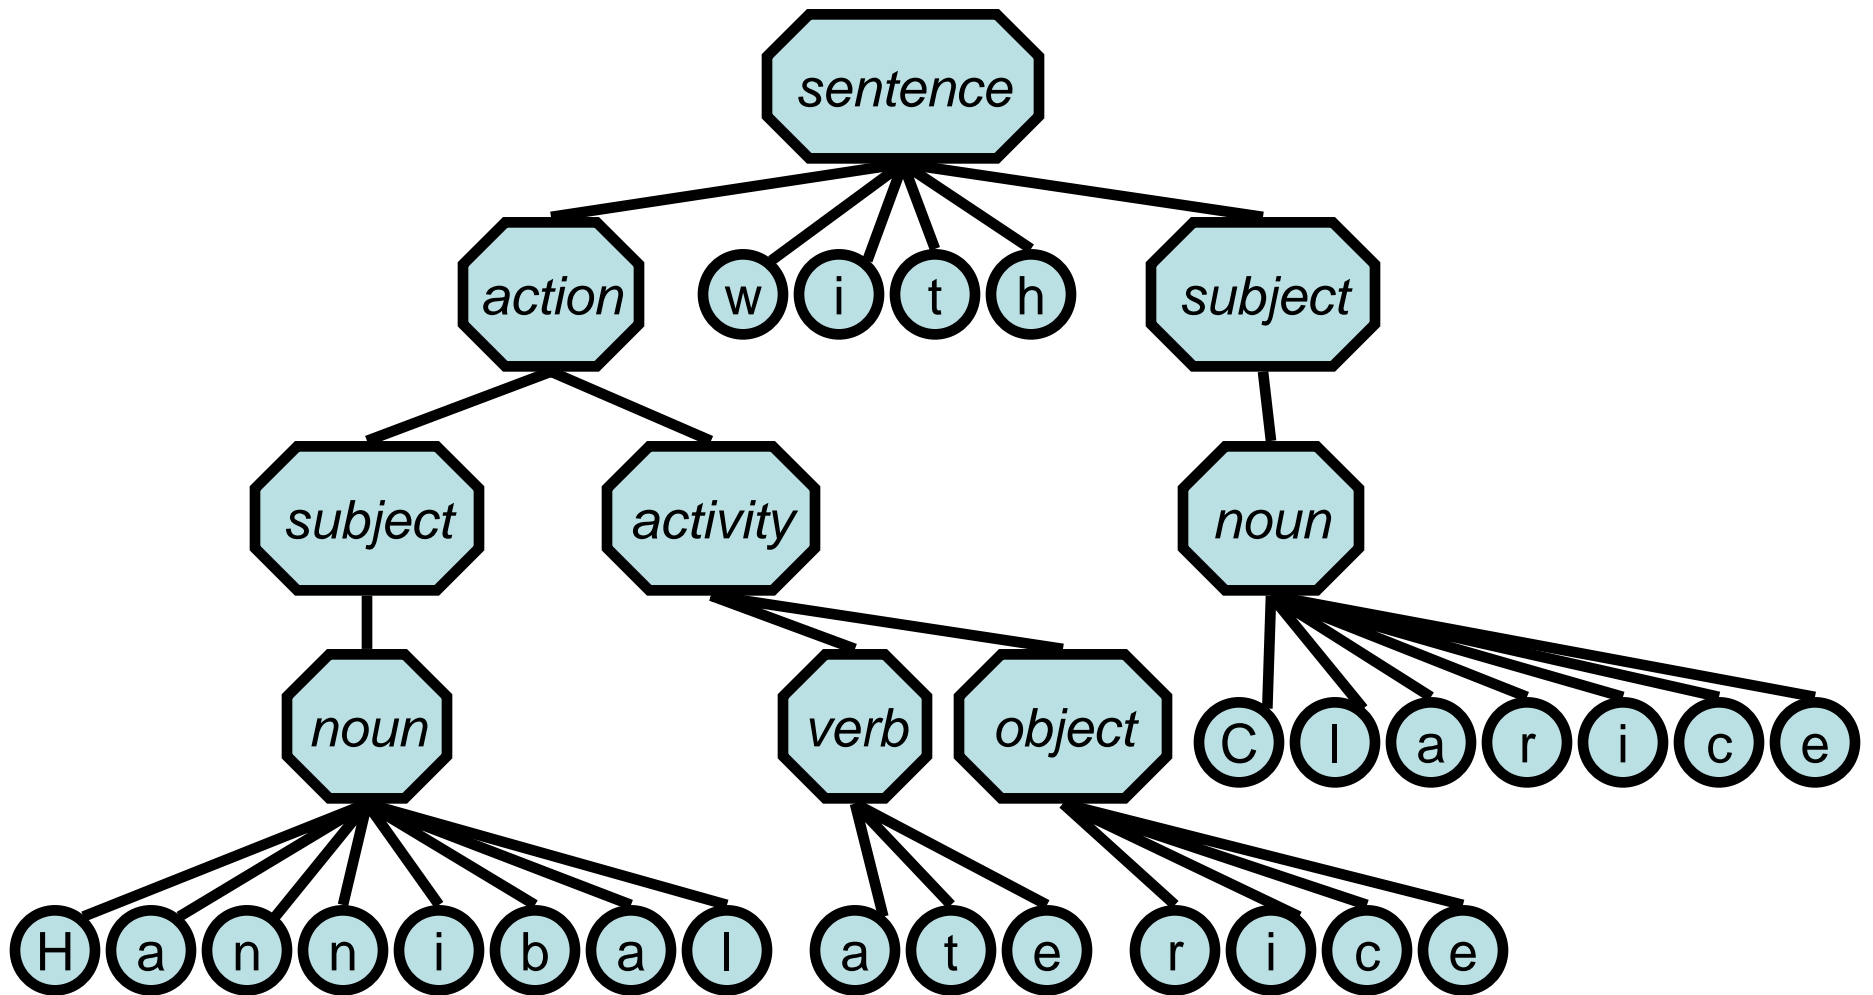 sentence
action w i t h subject
subject activity noun
noun verb object C l a r i c e
H a n n i b a l a t e r i c e